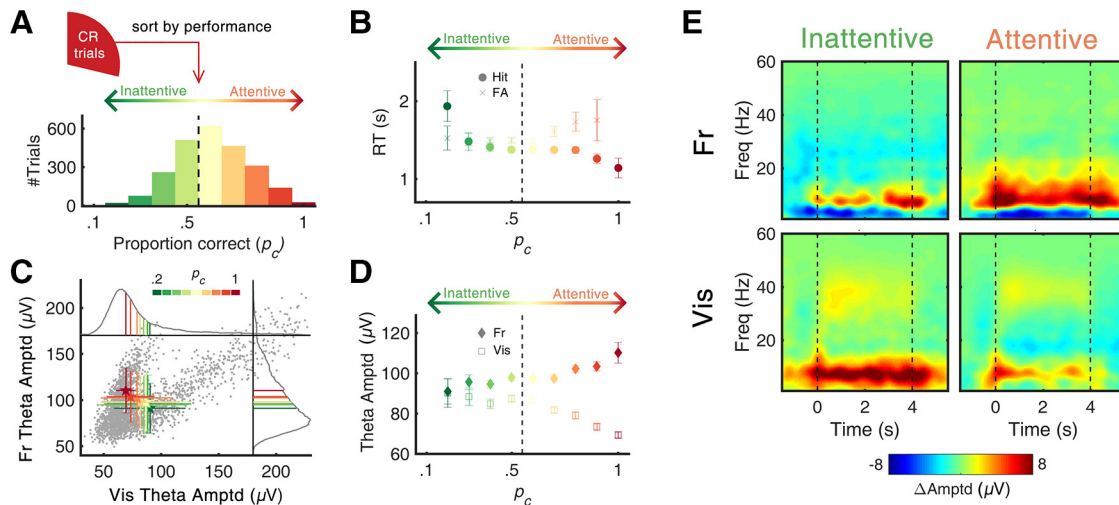 A
CR
trials
sort by performance
Inattentive
Attentive
#Trials
600
300
0
.1
.5
1
Proportion correct (pc)
B
Inattentive
Attentive
Hit
FA
RT (s)
2
1
.1
.5
1
pc
C
.2
pc
1
Fr Theta Amptd (µV)
200
150
100
50
50
100
200
Vis Theta Amptd (µV)
D
Inattentive
Attentive
Fr
Vis
Theta Amptd (µV)
120
100
80
60
.1
.5
1
pc
E
Inattentive
Attentive
Fr
Freq (Hz)
60
40
20
Vis
Freq (Hz)
60
40
20
0
2
4
0
2
4
Time (s)
Time (s)
-8
8
ΔAmptd (µV)